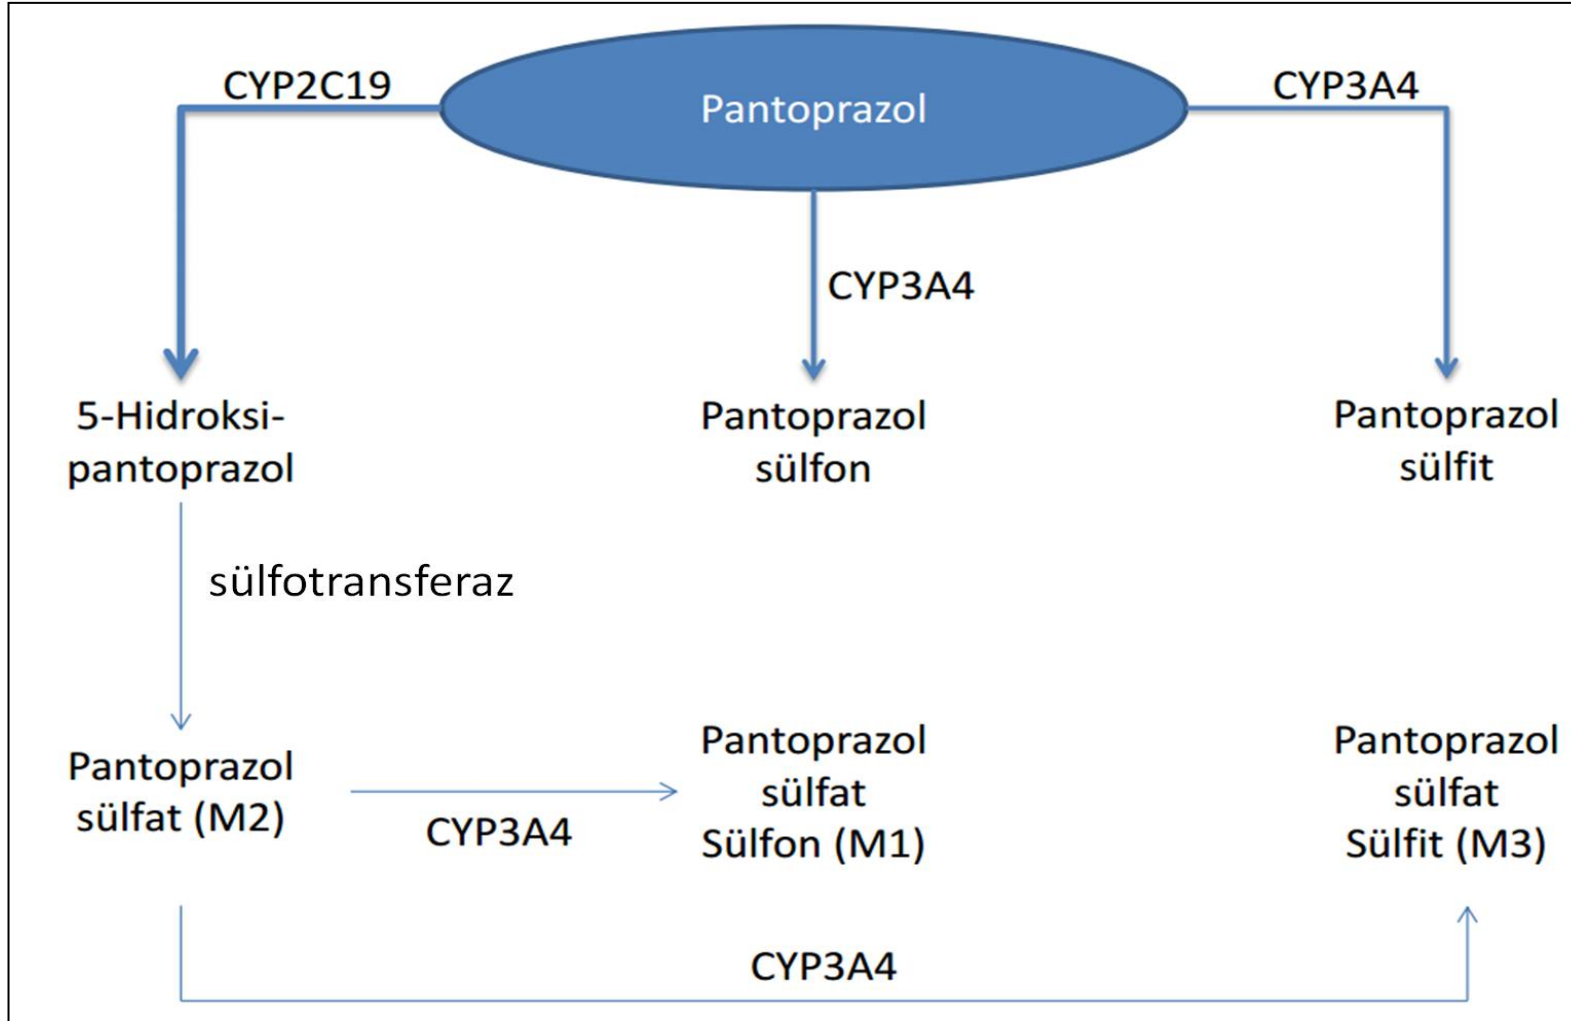 CYP2C19
Pantoprazol
CYP3A4
CYP3A4
5-Hidroksi-
pantoprazol
Pantoprazol
sülfon
Pantoprazol
sülfit
sülfotransferaz
Pantoprazol
sülfat (M2)
CYP3A4
Pantoprazol
sülfat
Sülfon (M1)
Pantoprazol
sülfat
Sülfit (M3)
CYP3A4